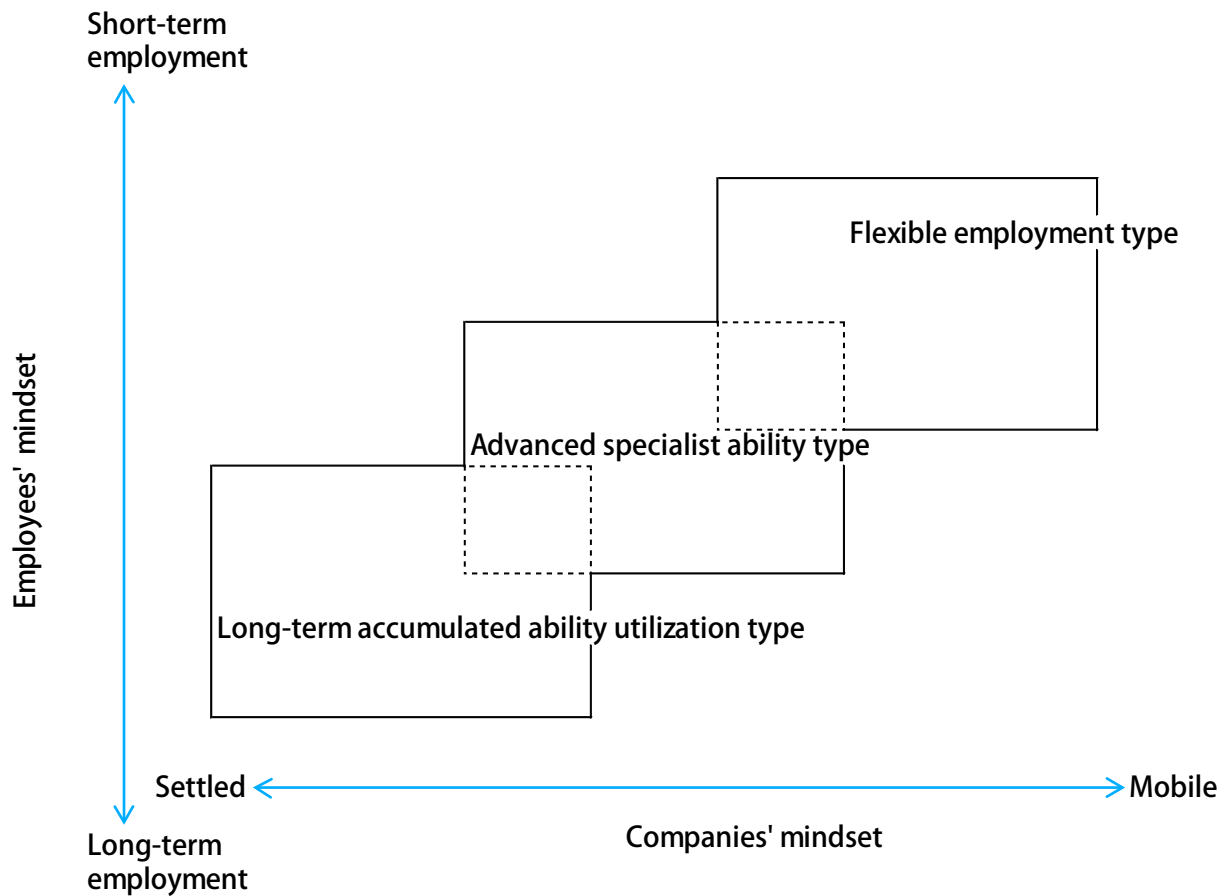 Short-term
employment
Flexible employment type
Employees' mindset
Advanced specialist ability type
Long-term accumulated ability utilization type
Settled
Mobile
Companies' mindset
Long-term
employment